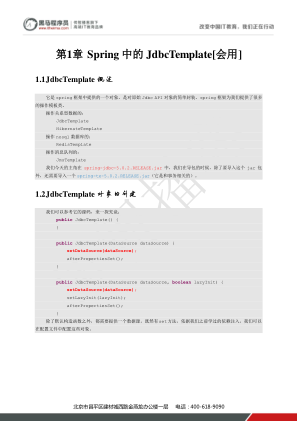 黑马程序员
www.itheima.com
改变中国IT教育，我们正在行动
第1章 Spring 中的 JdbcTemplate[会用]
1.1JdbcTemplate 概述
它是 spring 框架中提供的一个对象，是对原始 Jdbc API 对象的简单封装。spring 框架为我们提供了很多
的操作模板类。
操作关系型数据的：
JdbcTemplate
HibernateTemplate
操作 nosql 数据库的：
RedisTemplate
操作消息队列的：
JmsTemplate
我们今天的主角在 spring-jdbc-5.0.2.RELEASE.jar 中，我们在导包的时候，除了要导入这个 jar 包
外，还需要导入一个 spring-tx-5.0.2.RELEASE.jar（它是和事务相关的）。
1.2JdbcTemplate 对象的创建
我们可以参考它的源码，来一探究竟：
public JdbcTemplate() {
}
public JdbcTemplate(DataSource dataSource) {
setDataSource(dataSource);
afterPropertiesSet();
}
public JdbcTemplate(DataSource dataSource, boolean lazyInit) {
setDataSource(dataSource);
setLazyInit(lazyInit);
afterPropertiesSet();
}
除了默认构造函数之外，都需要提供一个数据源。既然有set方法，依据我们之前学过的依赖注入，我们可以
在配置文件中配置这些对象。
北京市昌平区建材城西路金燕龙办公楼一层 电话：400-618-9090